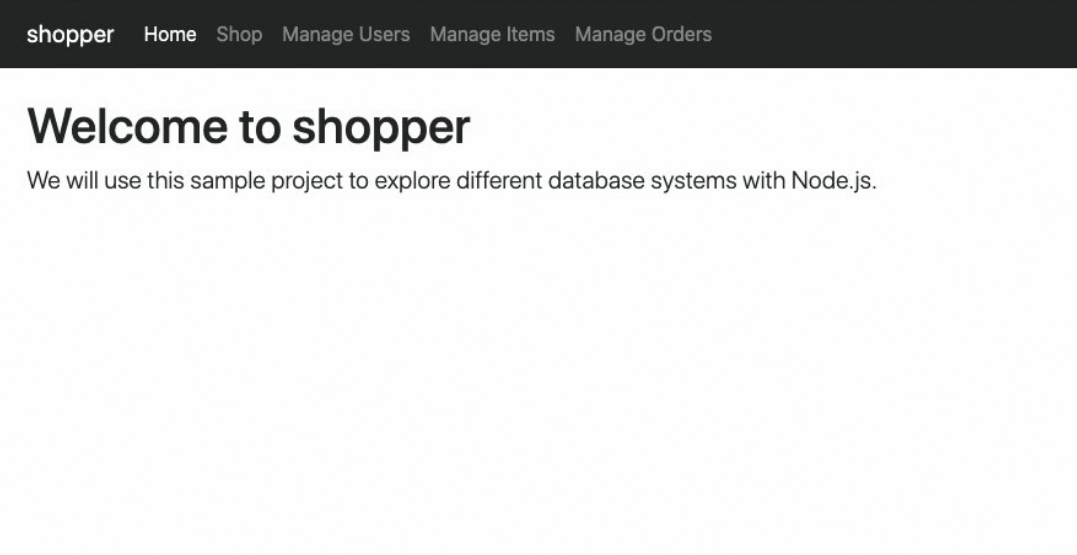 shopper Home Shop Manage Users Manage Items Manage Orders
Welcome to shopper
We will use this sample project to explore different database systems with Node.js.